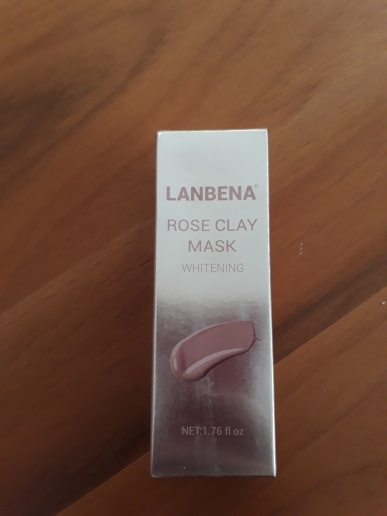 LANBENA®
ROSE CLAY
MASK
WHITENING
NET:1.76 fl oz